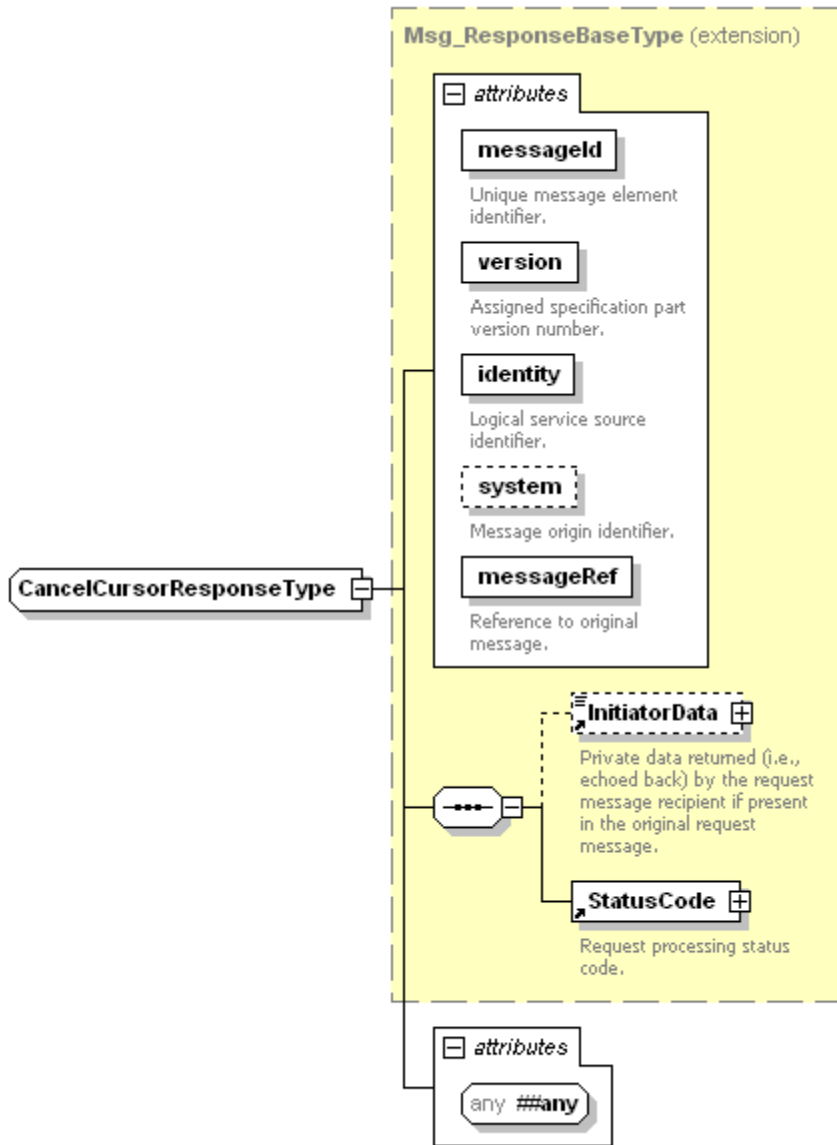 Msg_ResponseBaseType (extension)
attributes
messageId
Unique message element
identifier.
version
Assigned specification part
version number.
identity
Logical service source
identifier.
system
Message origin identifier.
CancelCursorResponseType
messageRef
Reference to original
message.
InitiatorData
Private data returned (i.e.,
echoed back) by the request
message recipient if present
in the original request
message.
StatusCode
Request processing status
code.
attributes
any ##any